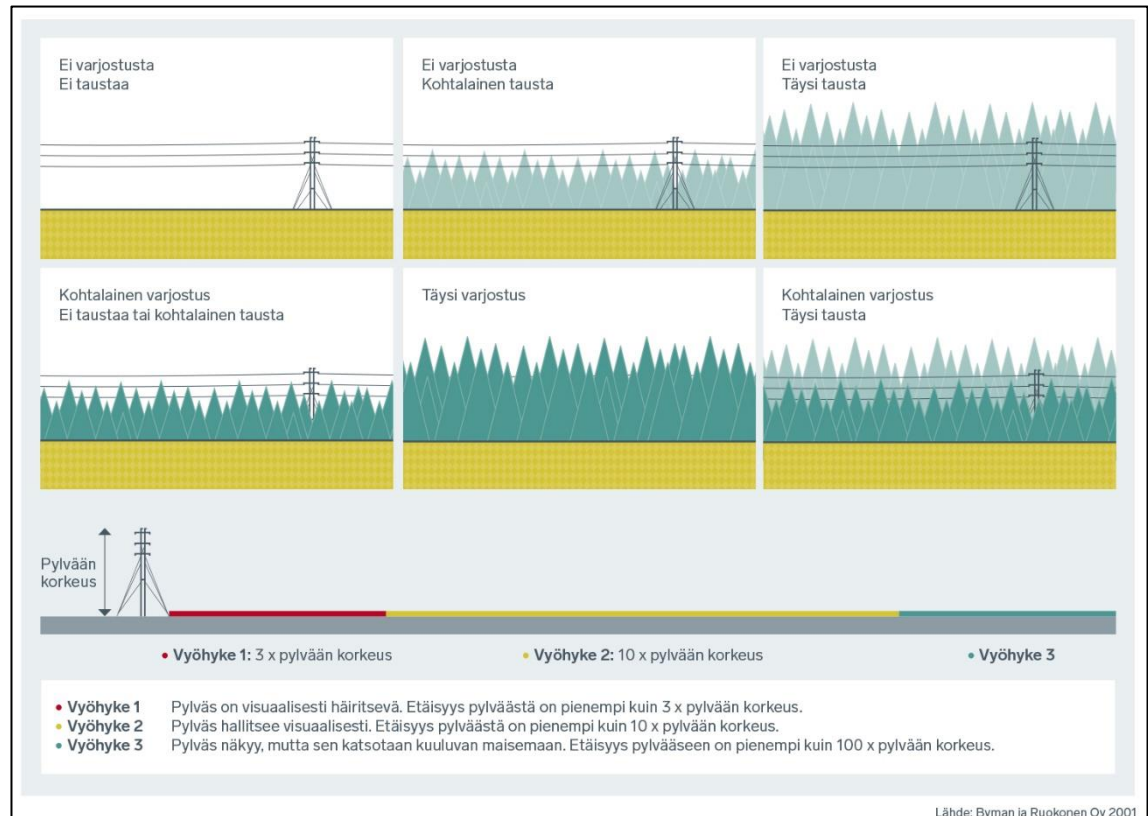 Ei varjostusta
Ei taustaa
Ei varjostusta
Kohtalainen tausta
Ei varjostusta
Täysi tausta
Kohtalainen varjostus
Ei taustaa tai kohtalainen tausta
Täysi varjostus
Kohtalainen varjostus
Täysi tausta
Pylvään
korkeus
• Vyöhyke 1: 3 x pylvään korkeus
• Vyöhyke 2: 10 x pylvään korkeus
• Vyöhyke 3
• Vyöhyke 1 Pylväs on visuaalisesti häiritsevä. Etäisyys pylväästä on pienempi kuin 3 x pylvään korkeus.
• Vyöhyke 2 Pylväs hallitsee visuaalisesti. Etäisyys pylväästä on pienempi kuin 10 x pylvään korkeus.
• Vyöhyke 3 Pylväs näkyy, mutta sen katsotaan kuuluvan maisemaan. Etäisyys pylvääseen on pienempi kuin 100 x pylvään korkeus.
Lähde: Byman ja Ruokonen Oy 2001